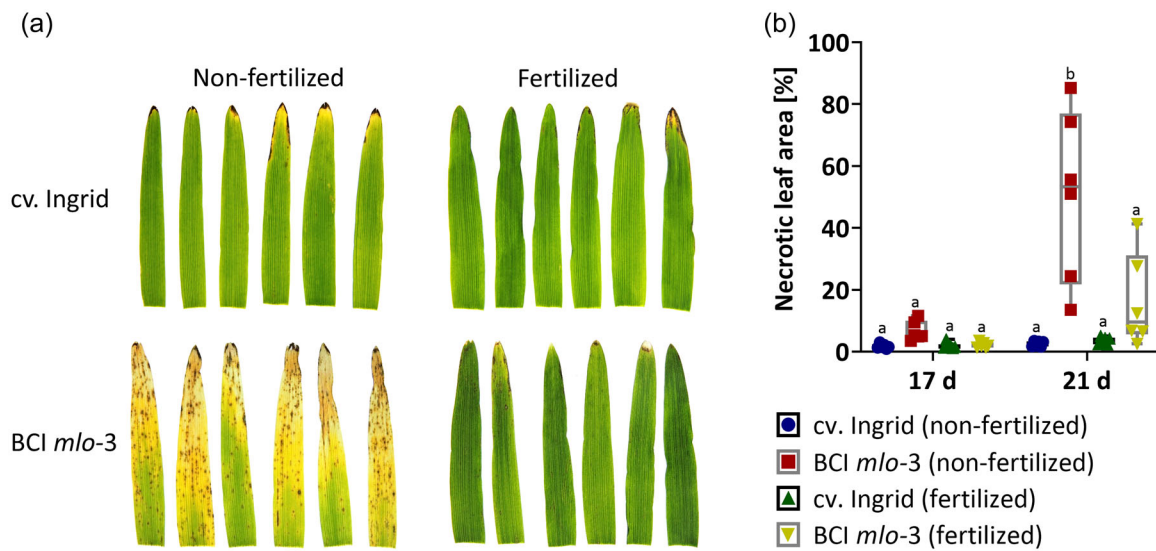 (a)
Non-fertilized
Fertilized
cv. Ingrid
BCI mlo-3
(b)
Necrotic leaf area [%]
100
80
60
40
20
0
a
a
a
a
a
b
a
a
17 d
21 d
cv. Ingrid (non-fertilized)
BCI mlo-3 (non-fertilized)
cv. Ingrid (fertilized)
BCI mlo-3 (fertilized)